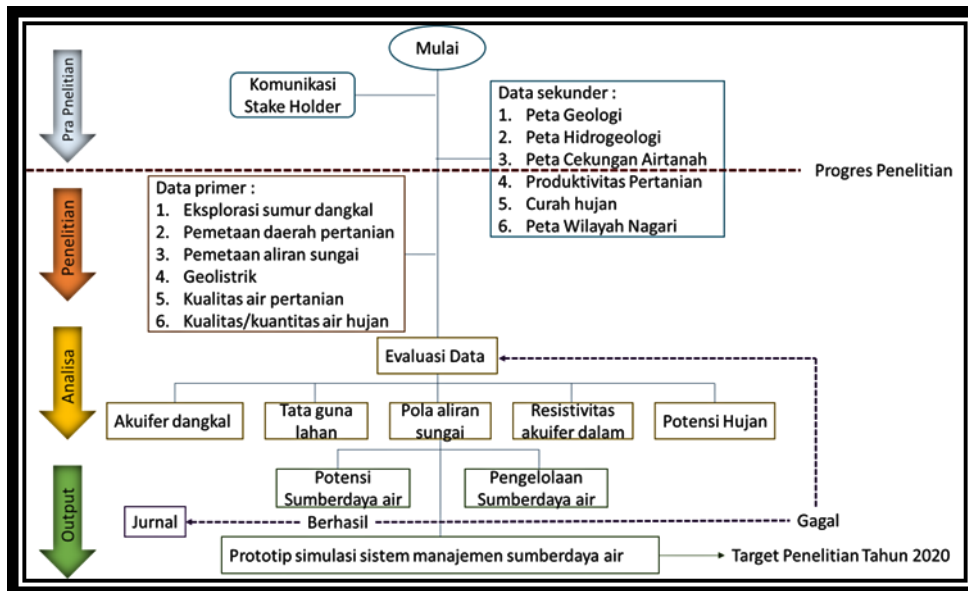 Mulai
Pra Pnelitian
Komunikasi
Stake Holder
Data sekunder :
1. Peta Geologi
2. Peta Hidrogeologi
3. Peta Cekungan Airtanah
4. Produktivitas Pertanian
5. Curah hujan
6. Peta Wilayah Nagari
Progres Penelitian
Penelitian
Data primer :
1. Eksplorasi sumur dangkal
2. Pemetaan daerah pertanian
3. Pemetaan aliran sungai
4. Geolistrik
5. Kualitas air pertanian
6. Kualitas/kuantitas air hujan
Analisa
Evaluasi Data
Akuifer dangkal
Tata guna
lahan
Pola aliran
sungai
Resistivitas
akuifer dalam
Potensi Hujan
Output
Potensi
Sumberdaya air
Pengelolaan
Sumberdaya air
Jurnal
Berhasil
Gagal
Prototip simulasi sistem manajemen sumberdaya air
Target Penelitian Tahun 2020